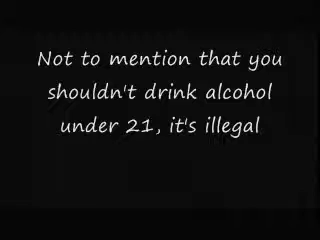 Not to mention that you
shouldn't drink alcohol
under 21, it's illegal